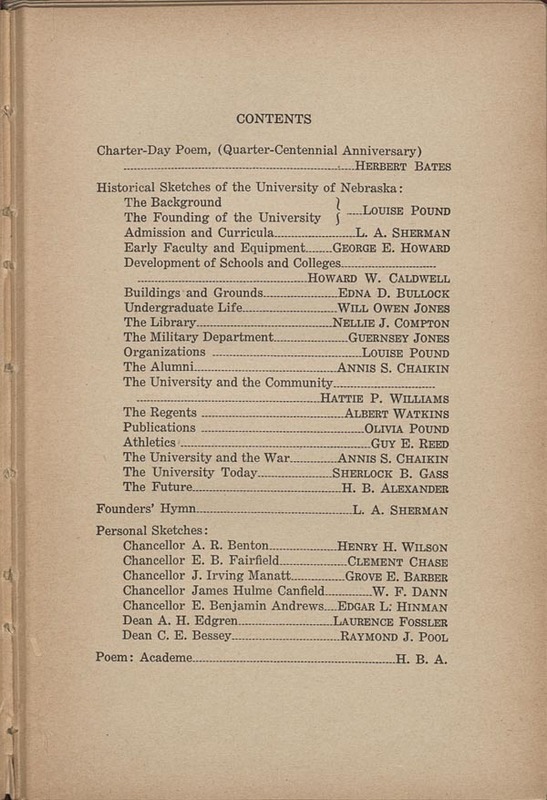 CONTENTS
Charter-Day Poem, (Quarter-Centennial Anniversary)
HERBERT BATES
Historical Sketches of the University of Nebraska:
The Background
The Founding of the University } LOUISE POUND
Admission and Curricula L. A. SHERMAN
Early Faculty and Equipment GEORGE E. HOWARD
Development of Schools and Colleges
HOWARD W. CALDWELL
Buildings and Grounds EDNA D. BULLOCK
Undergraduate Life WILL OWEN JONES
The Library NELLIE J. COMPTON
The Military Department GUERNSEY JONES
Organizations LOUISE POUND
The Alumni ANNIS S. CHAIKIN
The University and the Community
HATTIE P. WILLIAMS
The Regents ALBERT WATKINS
Publications OLIVIA POUND
Athletics GUY E. REED
The University and the War ANNIS S. CHAIKIN
The University Today SHERLOCK B. GASS
The Future H. B. ALEXANDER
Founders' Hymn L. A. SHERMAN
Personal Sketches:
Chancellor A. R. Benton HENRY H. WILSON
Chancellor E. B. Fairfield CLEMENT CHASE
Chancellor J. Irving Manatt GROVE E. BARBER
Chancellor James Hulme Canfield W. F. DANN
Chancellor E. Benjamin Andrews EDGAR L. HINMAN
Dean A. H. Edgren LAURENCE FOSSLER
Dean C. E. Bessey RAYMOND J. POOL
Poem: Academe H. B. A.